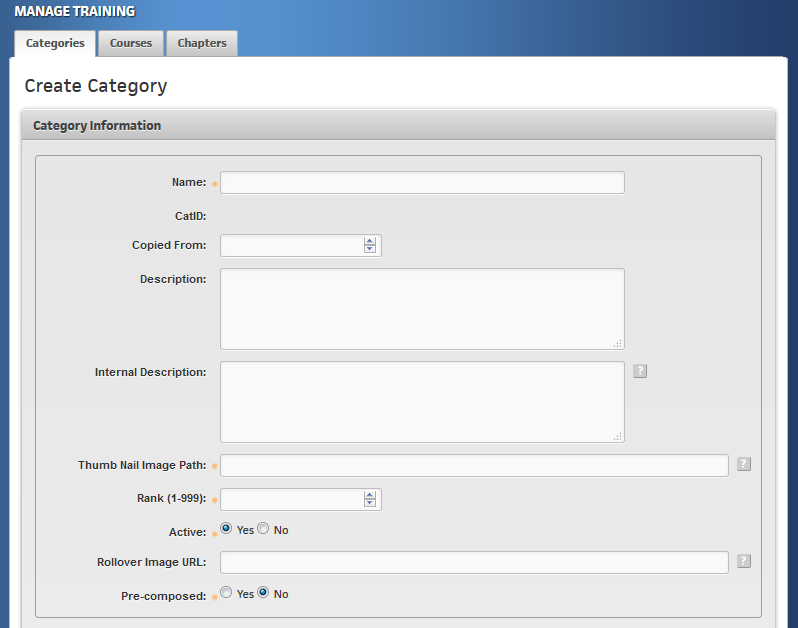 MANAGE TRAINING
Categories Courses Chapters
Create Category
Category Information
Name:
CatID:
Copied From:
Description:
Internal Description: ?
Thumb Nail Image Path: ?
Rank (1-999):
Active: Yes No
Rollover Image URL: ?
Pre-composed: Yes No